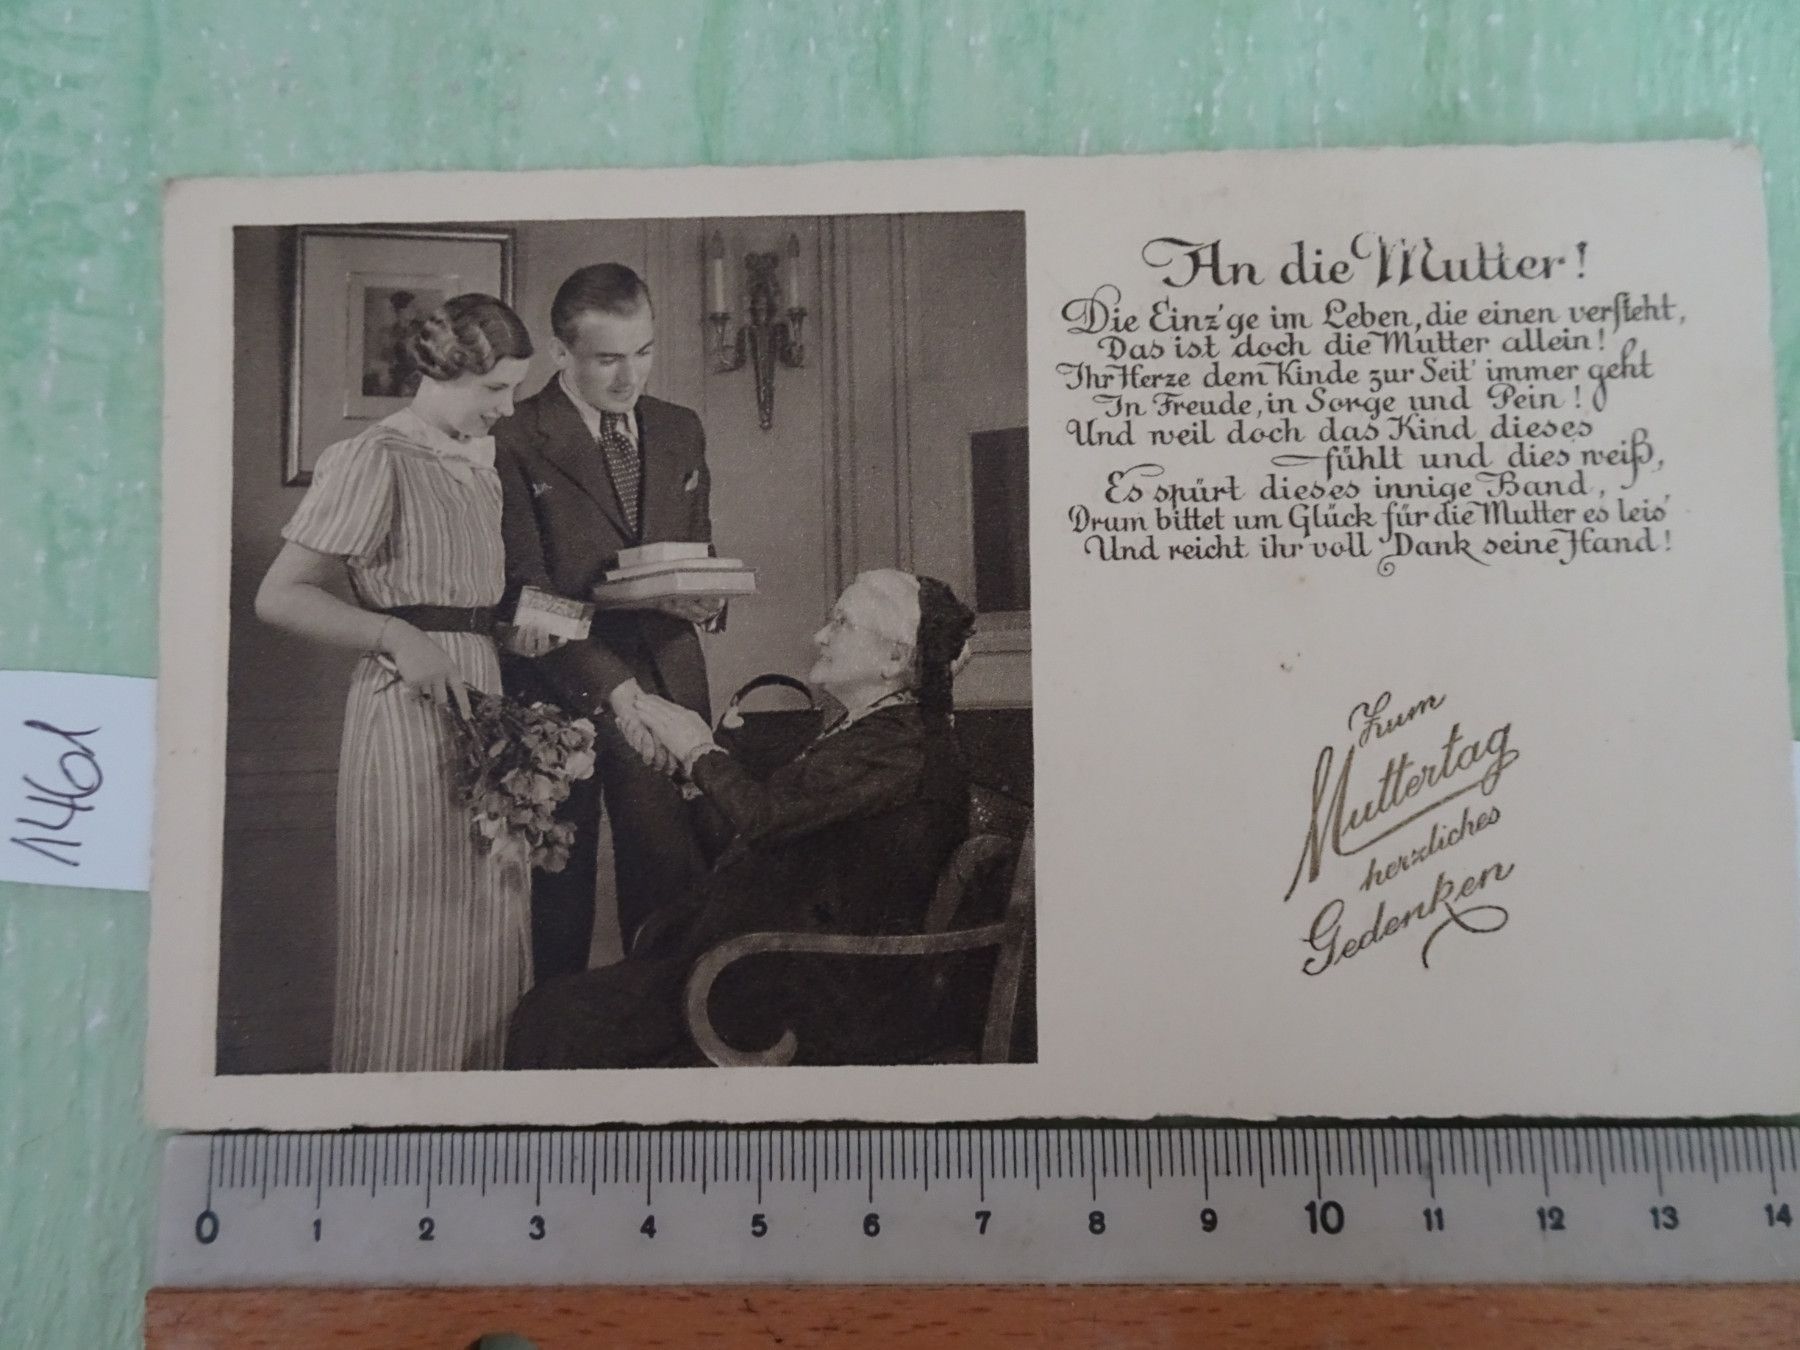 An die Mutter!
Die Einz'ge im Leben, die einen versteht,
Das ist doch die Mutter allein!
Ihr Herze dem Kinde zur Seit' immer geht
In Freude, in Sorge und Pein!
Und weil doch das Kind dieses
fühlt und dies weiß,
Es spürt dieses innige Band,
Drum bittet um Glück für die Mutter es leis'
Und reicht ihr voll Dank seine Hand!
Zum
Muttertag
herzliches
Gedenken
146d
0 1 2 3 4 5 6 7 8 9 10 11 12 13 14